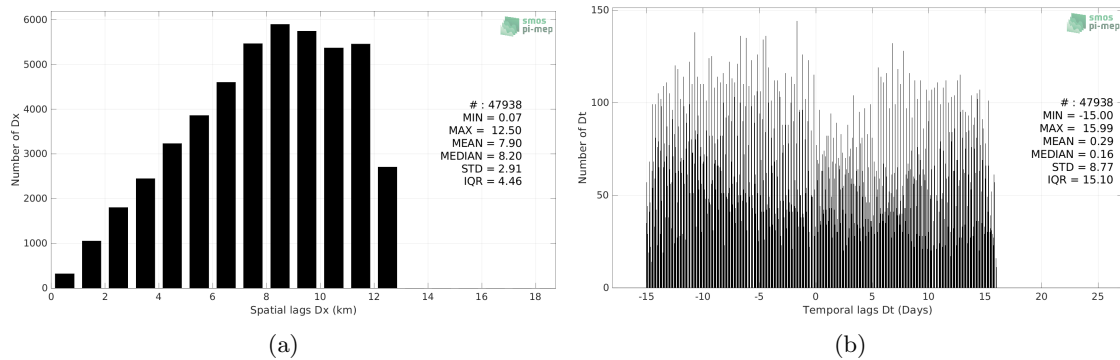 6000
5000
4000
3000
2000
1000
0
Number of Dx
0 2 4 6 8 10 12 14 16 18
Spatial lags Dx (km)
smos
pi-mep
# : 47938
MIN = 0.07
MAX = 12.50
MEAN = 7.90
MEDIAN = 8.20
STD = 2.91
IQR = 4.46
(a)
150
100
50
0
Number of Dt
-15 -10 -5 0 5 10 15 20 25
Temporal lags Dt (Days)
smos
pi-mep
# : 47938
MIN = -15.00
MAX = 15.99
MEAN = 0.29
MEDIAN = 0.16
STD = 8.77
IQR = 15.10
(b)